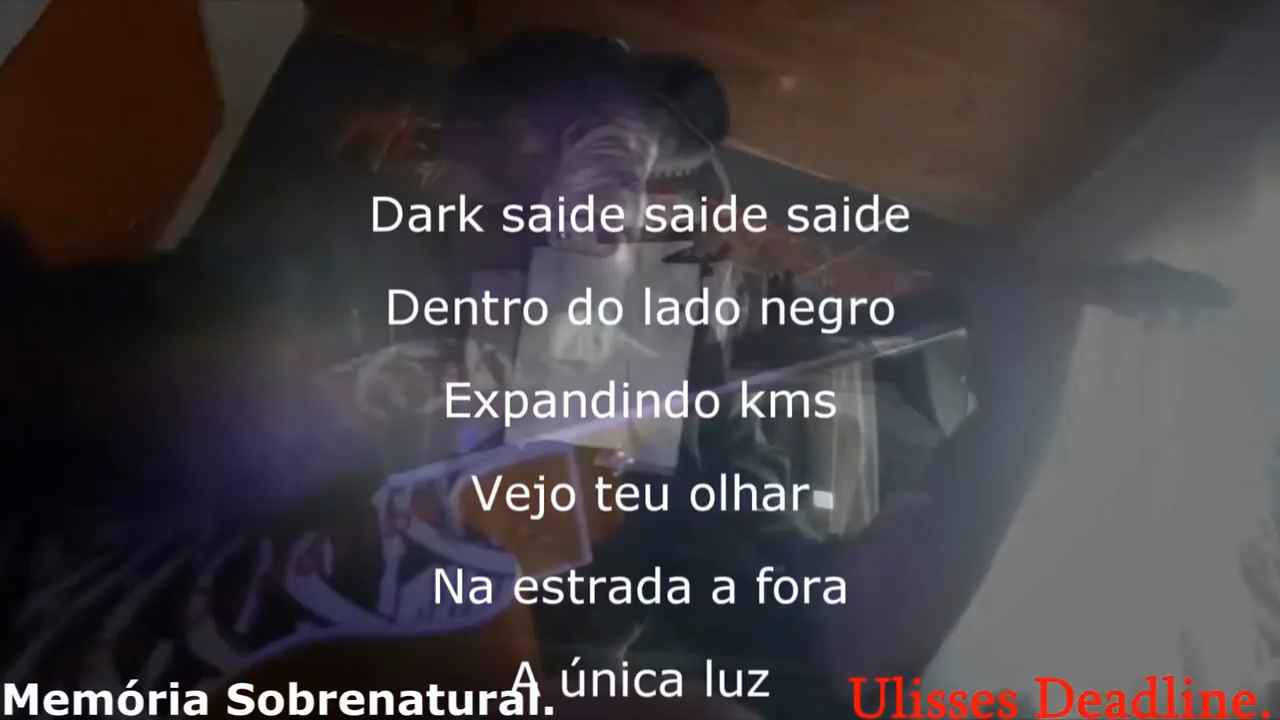 Dark saide saide saide
Dentro do lado negro
Expandindo kms
Vejo teu olhar
Na estrada a fora
A única luz
Memória Sobrenatural.
Ulisses Deadline.